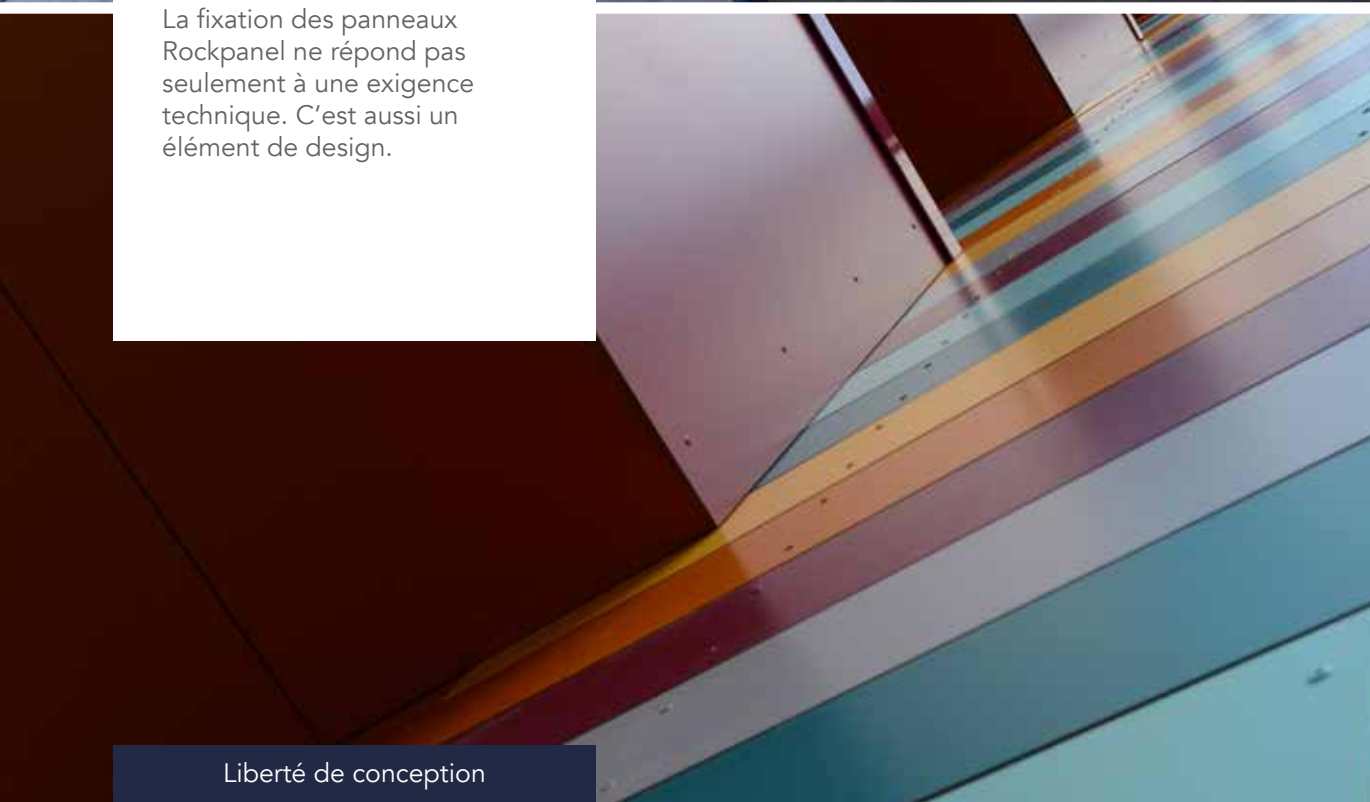 La fixation des panneaux
Rockpanel ne répond pas
seulement à une exigence
technique. C’est aussi un
élément de design.
Liberté de conception